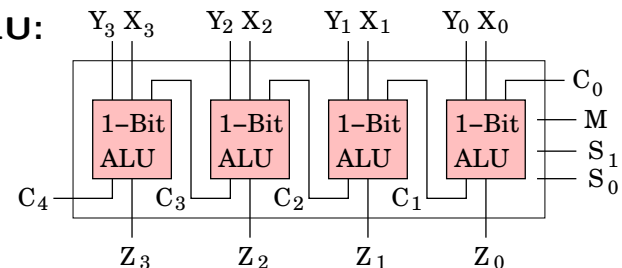 U:
Y3 X3 Y2 X2 Y1 X1 Y0 X0
C0
1–Bit 1–Bit 1–Bit 1–Bit
M
ALU ALU ALU ALU
S1
S0
C4 C3 C2 C1
Z3 Z2 Z1 Z0